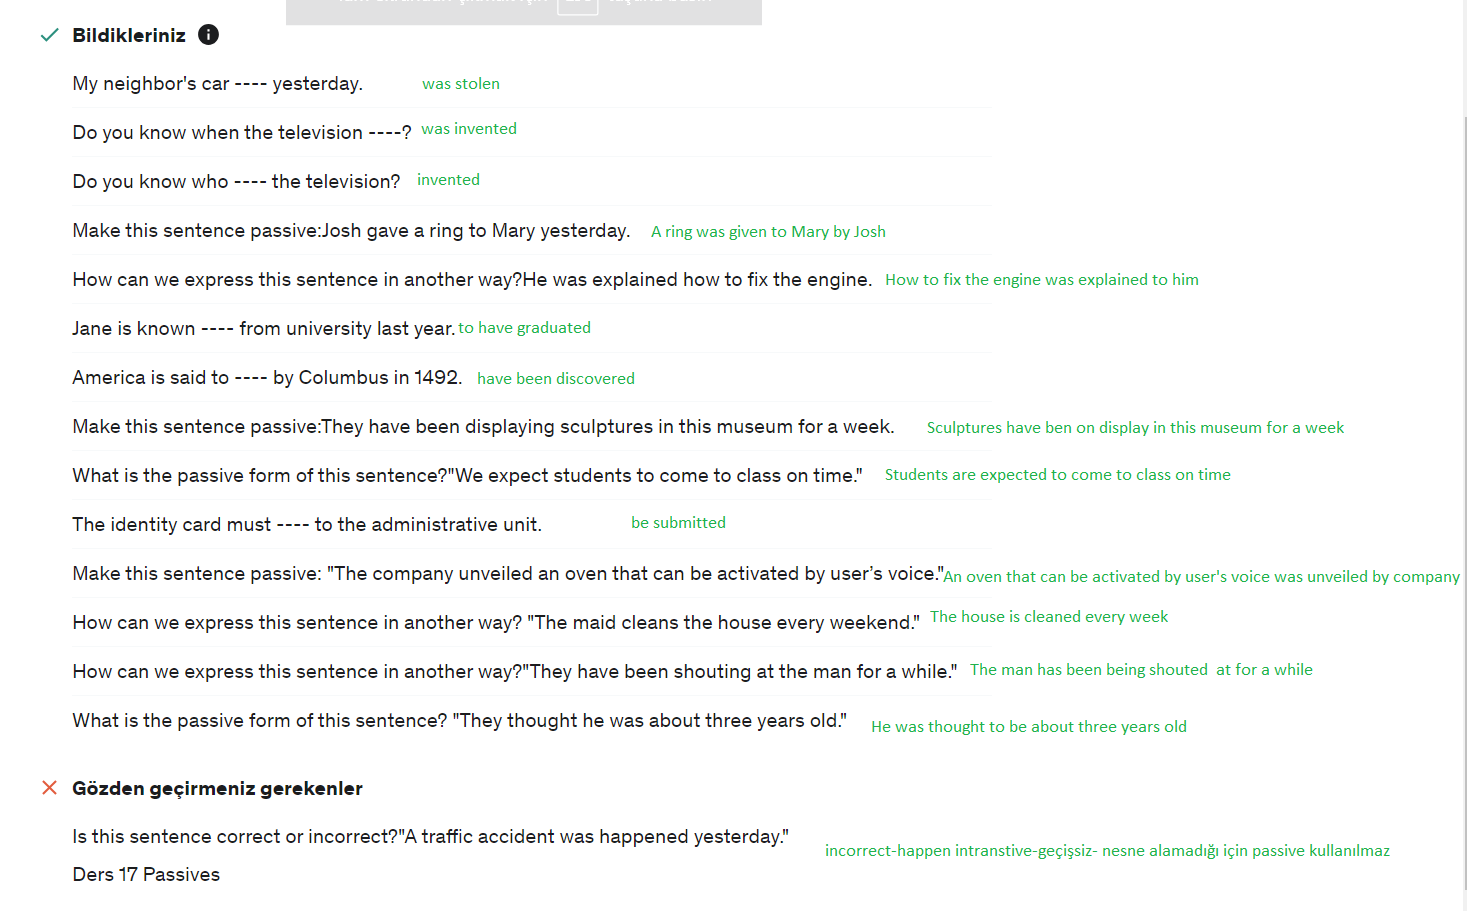 Bildikleriniz
My neighbor's car ---- yesterday. was stolen
Do you know when the television ----? was invented
Do you know who ---- the television? invented
Make this sentence passive:Josh gave a ring to Mary yesterday. A ring was given to Mary by Josh
How can we express this sentence in another way?He was explained how to fix the engine. How to fix the engine was explained to him
Jane is known ---- from university last year. to have graduated
America is said to ---- by Columbus in 1492. have been discovered
Make this sentence passive:They have been displaying sculptures in this museum for a week. Sculptures have ben on display in this museum for a week
What is the passive form of this sentence?"We expect students to come to class on time." Students are expected to come to class on time
The identity card must ---- to the administrative unit. be submitted
Make this sentence passive: "The company unveiled an oven that can be activated by user’s voice." An oven that can be activated by user's voice was unveiled by company
How can we express this sentence in another way? "The maid cleans the house every weekend." The house is cleaned every week
How can we express this sentence in another way?"They have been shouting at the man for a while." The man has been being shouted at for a while
What is the passive form of this sentence? "They thought he was about three years old." He was thought to be about three years old
Gözden geçirmeniz gerekenler
Is this sentence correct or incorrect?"A traffic accident was happened yesterday."
incorrect-happen intranstive-geçişsiz- nesne alamadığı için passive kullanılmaz
Ders 17 Passives